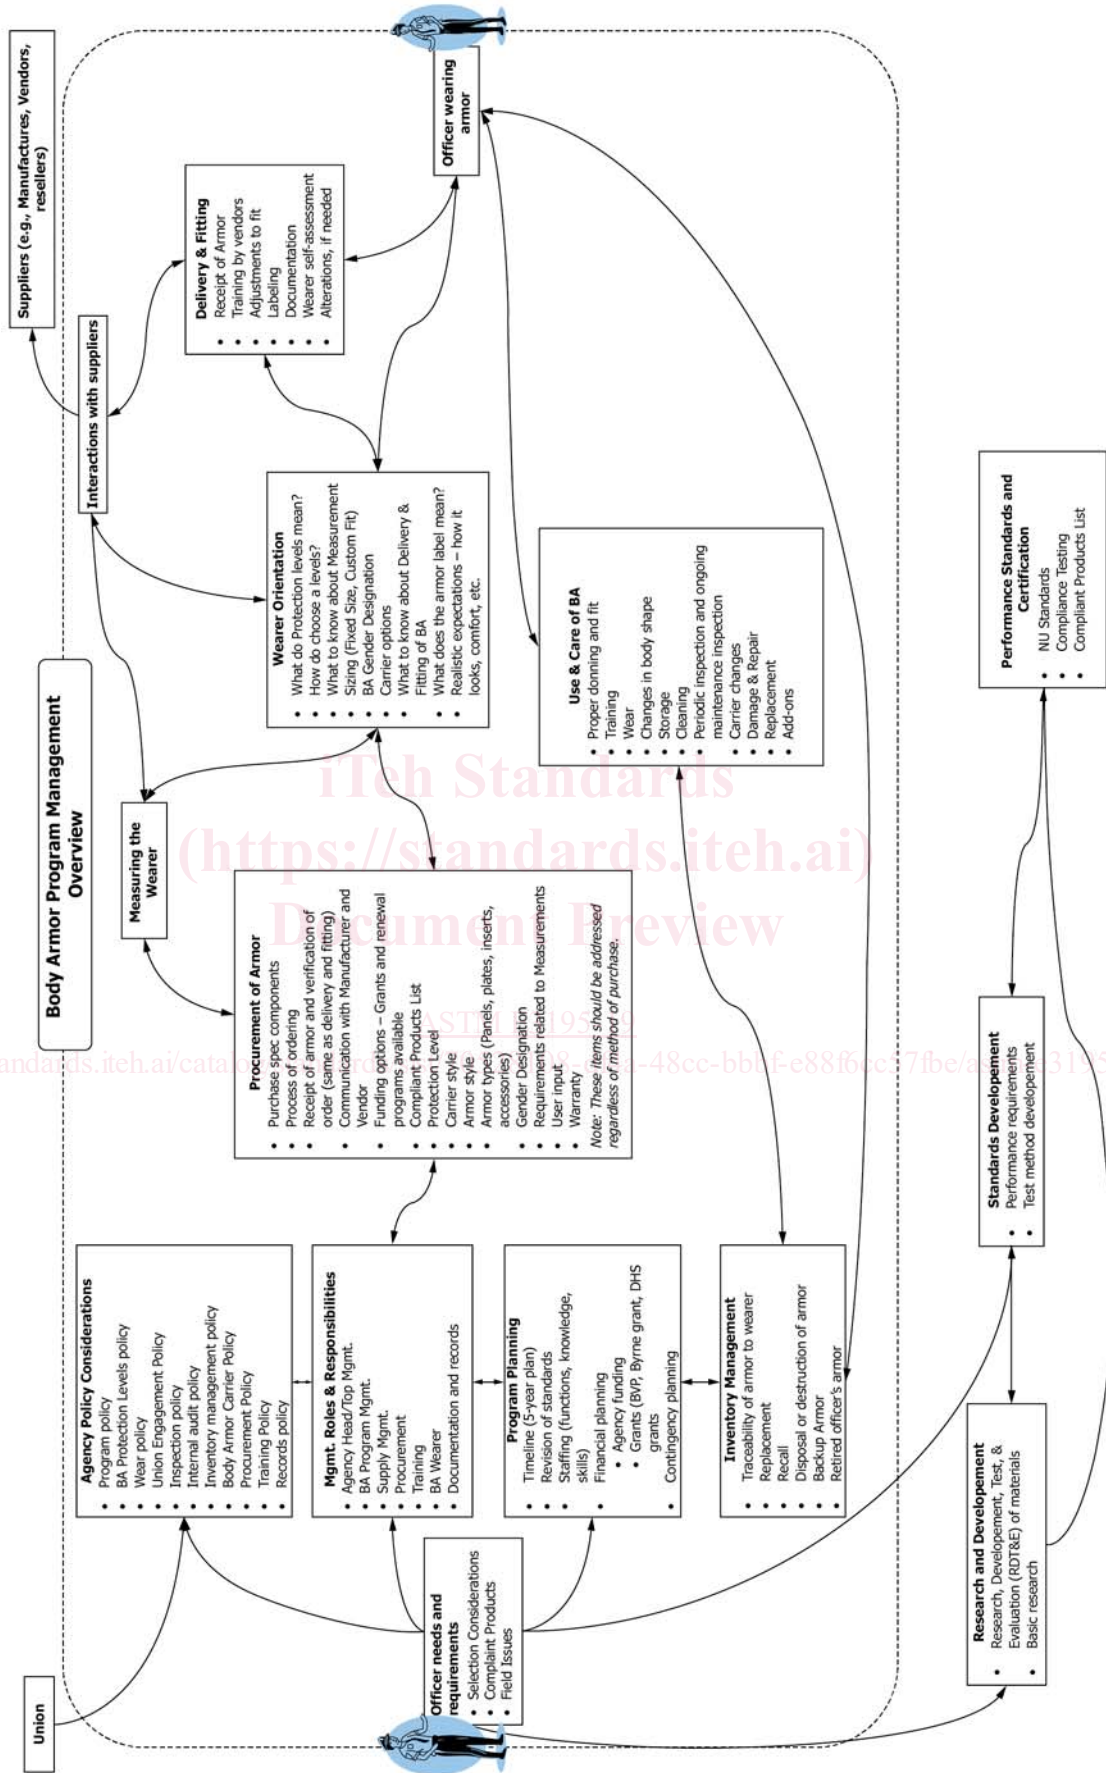 Body Armor Program Management
Overview
Union
Suppliers (e.g., Manufactures, Vendors,
resellers)
Interactions with suppliers
Agency Policy Considerations
• Program policy
• BA Protection Levels policy
• Wear policy
• Union Engagement Policy
• Inspection policy
• Internal audit policy
• Inventory management policy
• Body Armor Carrier Policy
• Procurement Policy
• Training Policy
• Records policy
Measuring the
Wearer
Delivery & Fitting
• Receipt of Armor
• Training by vendors
• Adjustments to fit
• Labeling
• Documentation
• Wearer self-assessment
• Alterations, if needed
Mgmt. Roles & Responsibilities
• Agency Head/Top Mgmt.
• BA Program Mgmt.
• Supply Mgmt.
• Procurement
• Training
• BA Wearer
• Documentation and records
Procurement of Armor
• Purchase spec components
• Process of ordering
• Receipt of armor and verification of
order (same as delivery and fitting)
• Communication with Manufacturer and
Vendor
• Funding options – Grants and renewal
programs available
• Compliant Products List
• Protection Level
• Carrier style
• Armor style
• Armor types (Panels, plates, inserts,
accessories)
• Gender Designation
• Requirements related to Measurements
• User input
• Warranty
Note: These items should be addressed
regardless of method of purchase.
Wearer Orientation
• What do Protection levels mean?
• How do choose a levels?
• What to know about Measurement
• Sizing (Fixed Size, Custom Fit)
• BA Gender Designation
• Carrier options
• What to know about Delivery &
Fitting of BA
• What does the armor label mean?
• Realistic expectations – how it
looks, comfort, etc.
Officer wearing
armor
Officer needs and
requirements
• Selection Considerations
• Complaint Products
• Field Issues
Program Planning
• Timeline (5-year plan)
• Revision of standards
• Staffing (functions, knowledge,
skills)
• Financial planning
• Agency funding
• Grants (BVP, Byrne grant, DHS
grants
• Contingency planning
Use & Care of BA
• Proper donning and fit
• Training
• Wear
• Changes in body shape
• Storage
• Cleaning
• Periodic inspection and ongoing
maintenance inspection
• Carrier changes
• Damage & Repair
• Replacement
• Add-ons
Inventory Management
• Traceability of armor to wearer
• Replacement
• Recall
• Disposal or destruction of armor
• Backup Armor
• Retired officer's armor
Research and Developement
• Research, Developement, Test, &
• Evaluation (RDT&E) of materials
• Basic research
Standards Developement
• Performance requirements
• Test method developement
Performance Standards and
Certification
• NU Standards
• Compliance Testing
• Compliant Products List
iTeh Standards
(https://standards.iteh.ai)
Document Preview